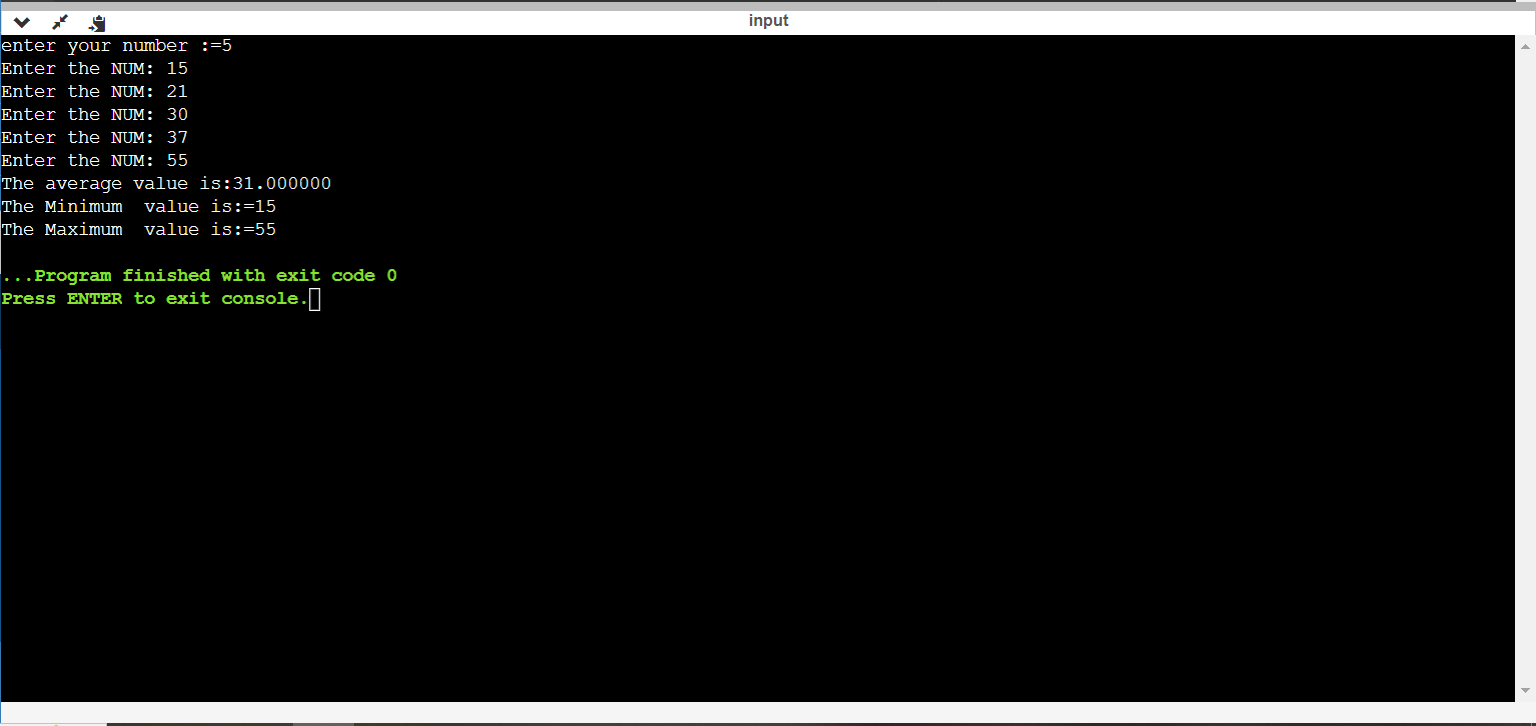 input
enter your number :=5
Enter the NUM: 15
Enter the NUM: 21
Enter the NUM: 30
Enter the NUM: 37
Enter the NUM: 55
The average value is:31.000000
The Minimum  value is:=15
The Maximum  value is:=55
...Program finished with exit code 0
Press ENTER to exit console.